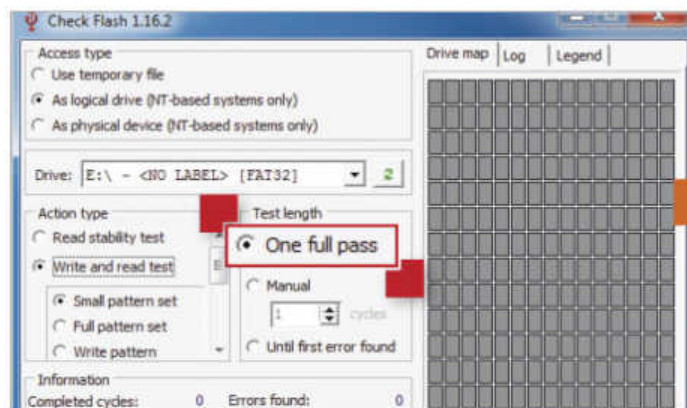 Check Flash 1.16.2
Access type
Use temporary file
As logical drive (NT-based systems only)
As physical device (NT-based systems only)
Drive: E:\ - <NO LABEL> [FAT32]
Action type
Read stability test
Write and read test
Small pattern set
Full pattern set
Write pattern
Test length
One full pass
Manual
1 cycles
Until first error found
Information
Completed cycles: 0 Errors found: 0
Drive map Log Legend